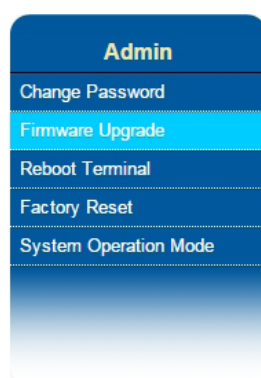 Admin
Change Password
Firmware Upgrade
Reboot Terminal
Factory Reset
System Operation Mode